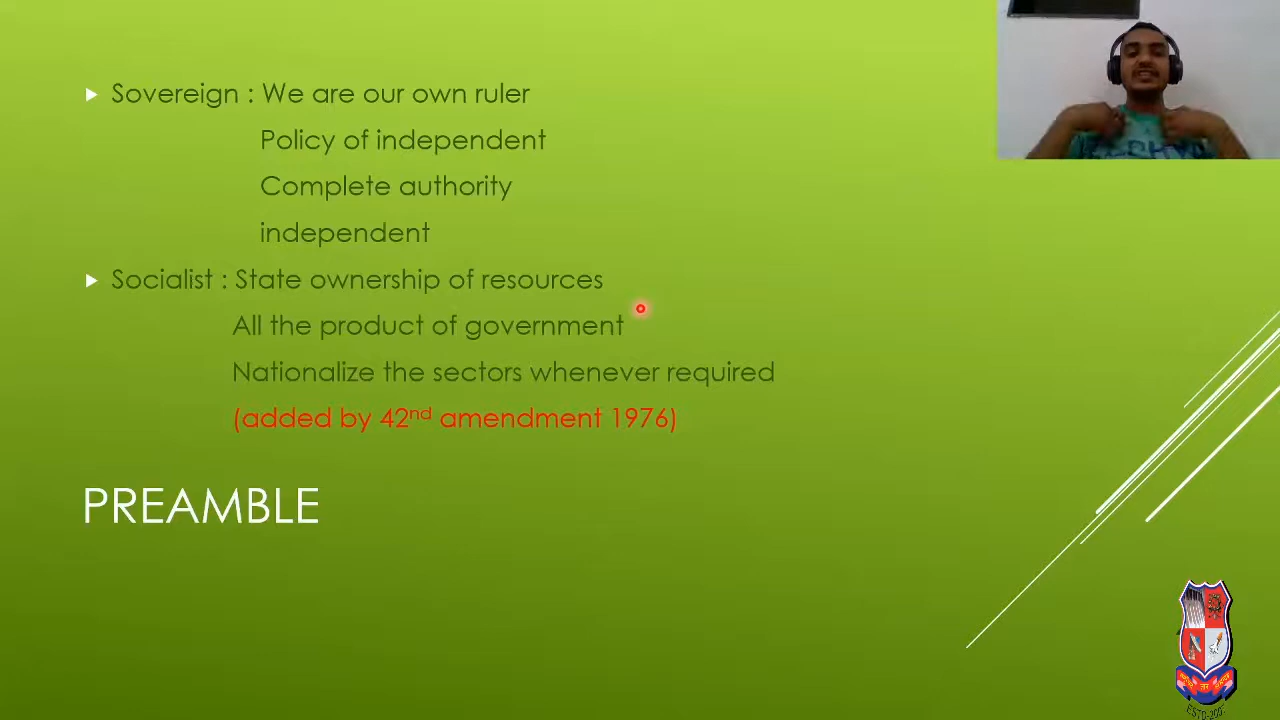 Sovereign : We are our own ruler
Policy of independent
Complete authority
independent
Socialist : State ownership of resources
All the product of government
Nationalize the sectors whenever required
(added by 42nd amendment 1976)
PREAMBLE